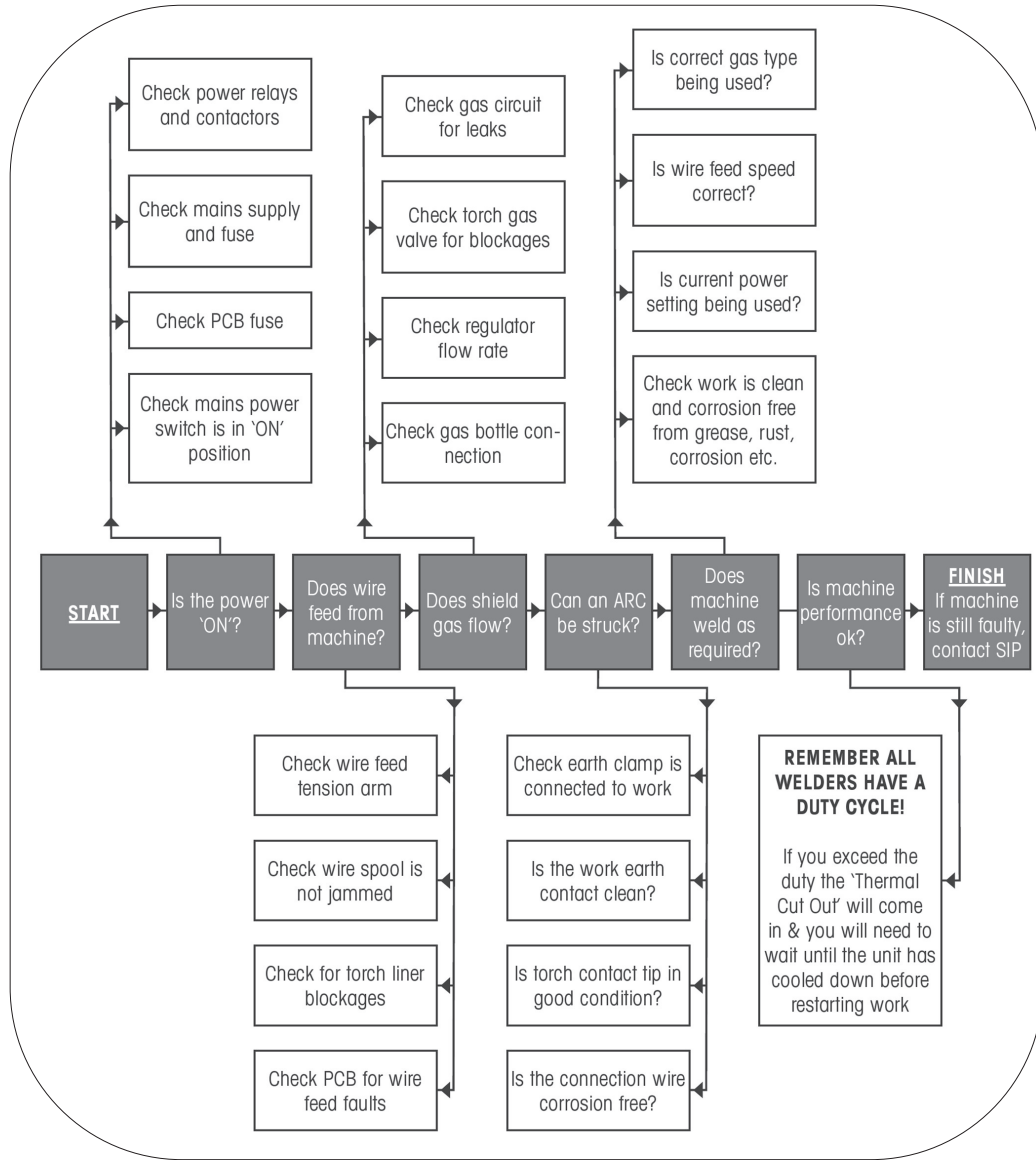 Check power relays
and contactors
Check mains supply
and fuse
Check PCB fuse
Check mains power
switch is in ‘ON’
position
Check gas circuit
for leaks
Check torch gas
valve for blockages
Check regulator
flow rate
Check gas bottle con-
nection
Is correct gas type
being used?
Is wire feed speed
correct?
Is current power
setting being used?
Check work is clean
and corrosion free
from grease, rust,
corrosion etc.
START
Is the power
‘ON’?
Does wire
feed from
machine?
Does shield
gas flow?
Can an ARC
be struck?
Does
machine
weld as
required?
Is machine
performance
ok?
FINISH
If machine
is still faulty,
contact SIP
Check wire feed
tension arm
Check wire spool is
not jammed
Check for torch liner
blockages
Check PCB for wire
feed faults
Check earth clamp is
connected to work
Is the work earth
contact clean?
Is torch contact tip in
good condition?
Is the connection wire
corrosion free?
REMEMBER ALL
WELDERS HAVE A
DUTY CYCLE!
If you exceed the
duty the ‘Thermal
Cut Out’ will come
in & you will need to
wait until the unit has
cooled down before
restarting work